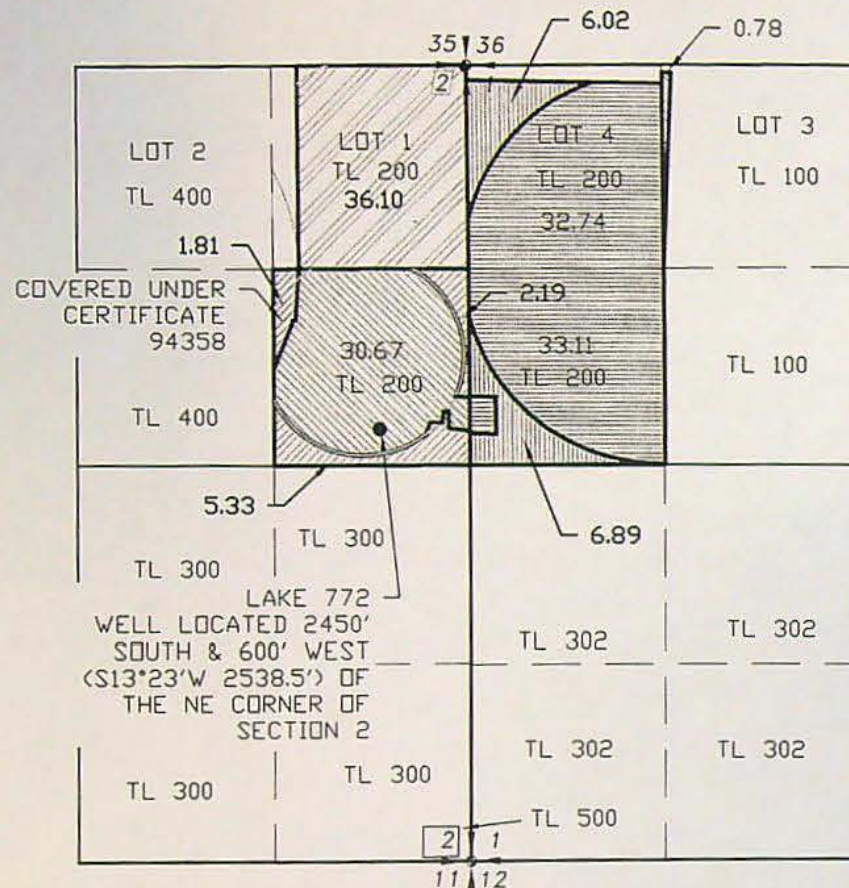 6.02
0.78
35 36
2 1
LOT 2
TL 400
LOT 1
TL 200
36.10
LOT 4
TL 200
32.74
LOT 3
TL 100
1.81
COVERED UNDER
CERTIFICATE
94358
2.19
30.67
TL 200
33.11
TL 200
TL 100
TL 400
5.33
6.89
TL 300
TL 300
LAKE 772
WELL LOCATED 2450'
SOUTH & 600' WEST
(S13°23'W 2538.5') OF
THE NE CORNER OF
SECTION 2
TL 302
TL 302
TL 300
TL 300
TL 302
TL 302
TL 500
2 1
11 12